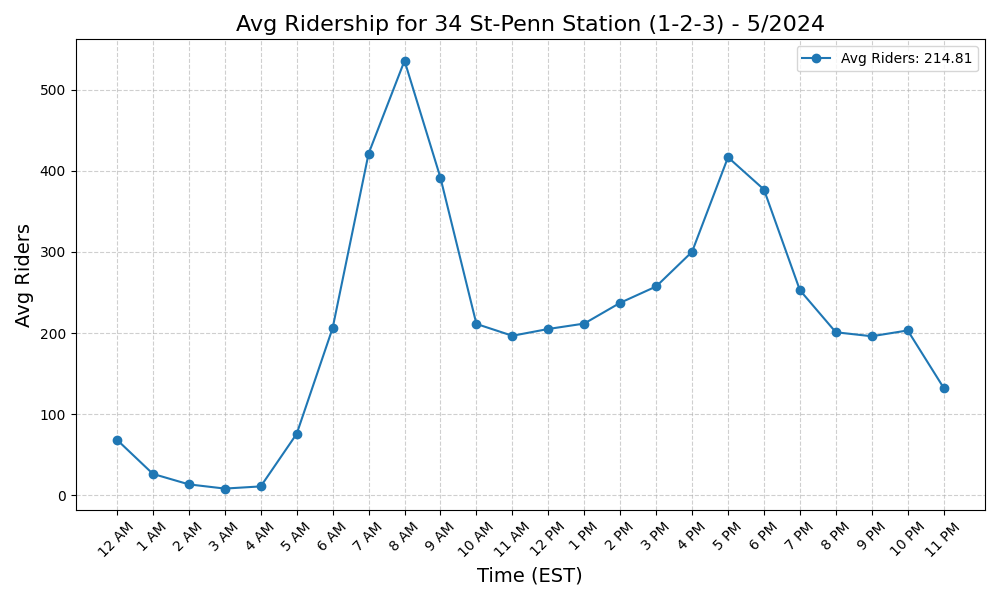 Avg Ridership for 34 St-Penn Station (1-2-3) - 5/2024
Avg Riders: 214.81
Avg Riders
500
400
300
200
100
0
12 AM
1 AM
2 AM
3 AM
4 AM
5 AM
6 AM
7 AM
8 AM
9 AM
10 AM
11 AM
12 PM
1 PM
2 PM
3 PM
4 PM
5 PM
6 PM
7 PM
8 PM
9 PM
10 PM
11 PM
Time (EST)